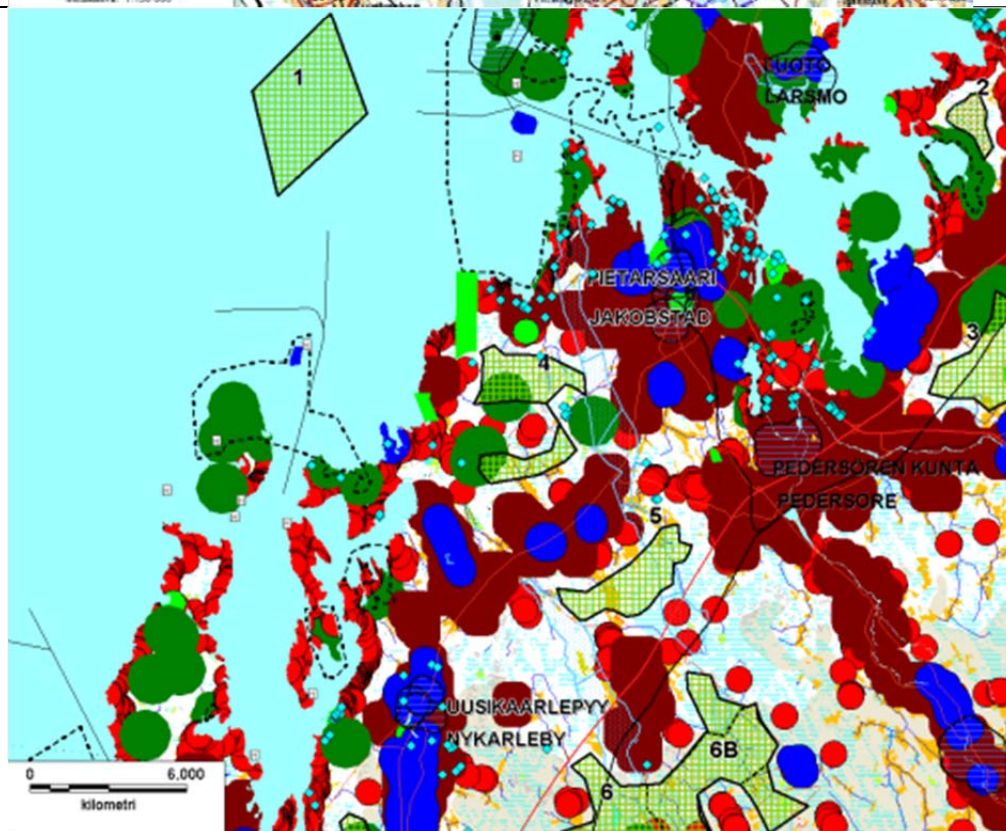 1
LUOTO
LARSMO
2
PIETARSAARI
JAKOBSTAD
3
4
PEDERSÖREN KUNTA
PEDERSÖRE
5
UUSIKAARLEPYY
NYKARLEBY
6B
6
0 6,000
kilometri